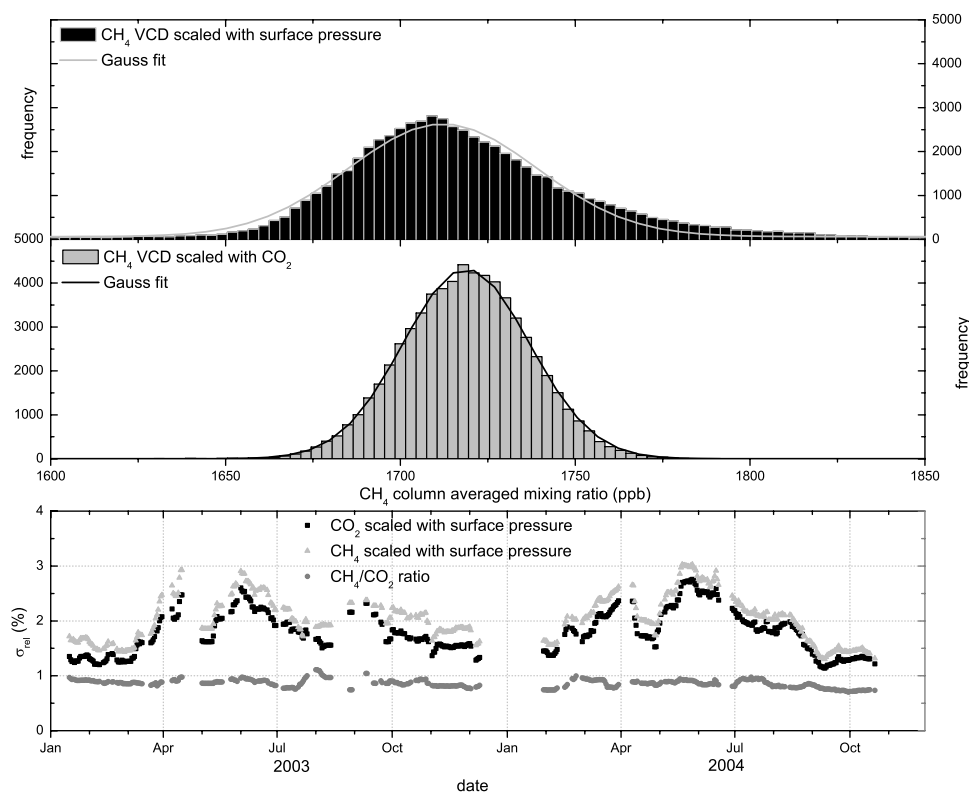 5000
CH4 VCD scaled with surface pressure
Gauss fit
4000
3000
2000
1000
0
frequency
5000
CH4 VCD scaled with CO2
Gauss fit
4000
3000
2000
1000
0
frequency
1600 1650 1700 1750 1800 1850
CH4 column averaged mixing ratio (ppb)
4
CO2 scaled with surface pressure
CH4 scaled with surface pressure
CH4/CO2 ratio
3
2
1
0
σrel (%)
Jan Apr Jul Oct Jan Apr Jul Oct
2003 2004
date